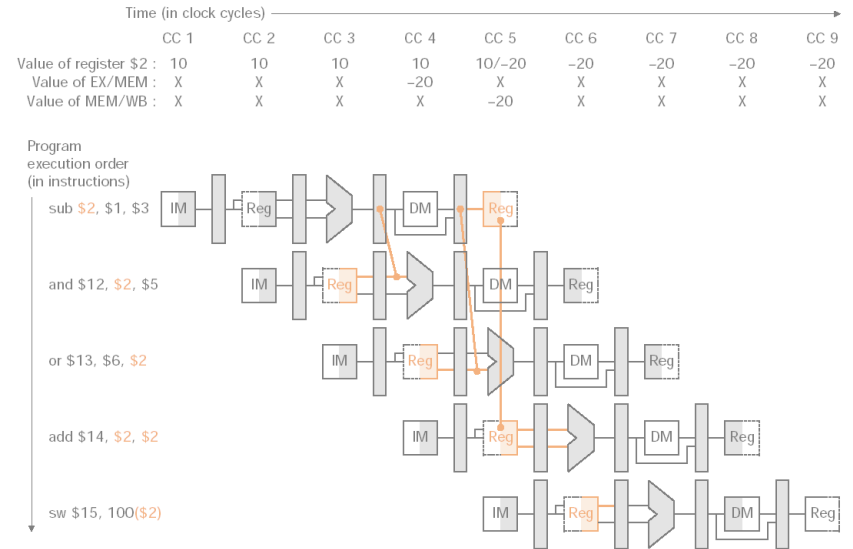 Time (in clock cycles)
CC 1 CC 2 CC 3 CC 4 CC 5 CC 6 CC 7 CC 8 CC 9
Value of register $2 : 10 10 10 10 10/−20 −20 −20 −20 −20
Value of EX/MEM : X X X −20 X X X X X
Value of MEM/WB : X X X X −20 X X X X
Program
execution order
(in instructions)
sub $2, $1, $3
IM Reg DM Reg
and $12, $2, $5
IM Reg DM Reg
or $13, $6, $2
IM Reg DM Reg
add $14, $2, $2
IM Reg DM Reg
sw $15, 100($2)
IM Reg DM Reg